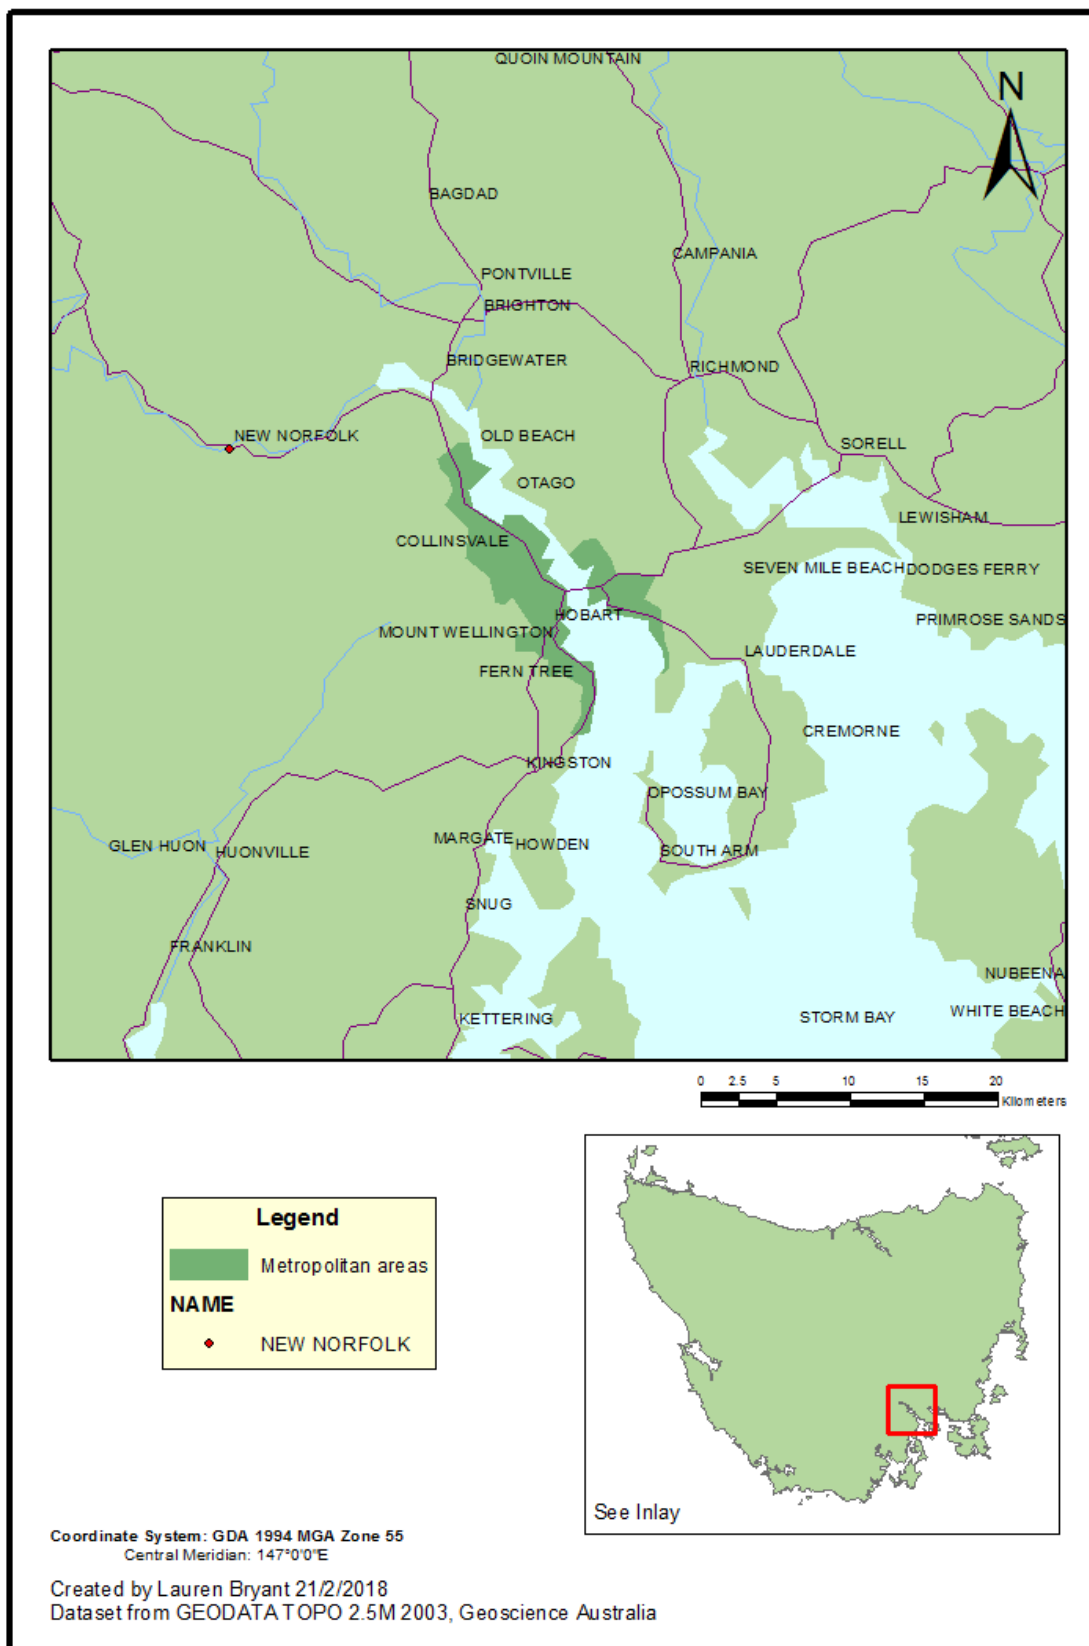 QUOIN MOUNTAIN
N
BAGDAD
CAMPANIA
PONTVILLE
BRIGHTON
BRIDGEWATER
RICHMOND
NEW NORFOLK
OLD BEACH
SORELL
OTAGO
LEWISHAM
COLLINSVALE
SEVEN MILE BEACH
DODGES FERRY
HOBART
PRIMROSE SANDS
MOUNT WELLINGTON
LAUDERDALE
FERN TREE
CREMORNE
KINGSTON
OPOSSUM BAY
MARGATE
HOWDEN
GLEN HUON
HUONVILLE
SOUTH ARM
SNUG
FRANKLIN
NUBEENA
WHITE BEACH
KETTERING
STORM BAY
0 2.5 5 10 15 20
Kilometers
Legend
Metropolitan areas
NAME
NEW NORFOLK
See Inlay
Coordinate System: GDA 1994 MGA Zone 55
Central Meridian: 147°0'0"E
Created by Lauren Bryant 21/2/2018
Dataset from GEODATA TOPO 2.5M 2003, Geoscience Australia